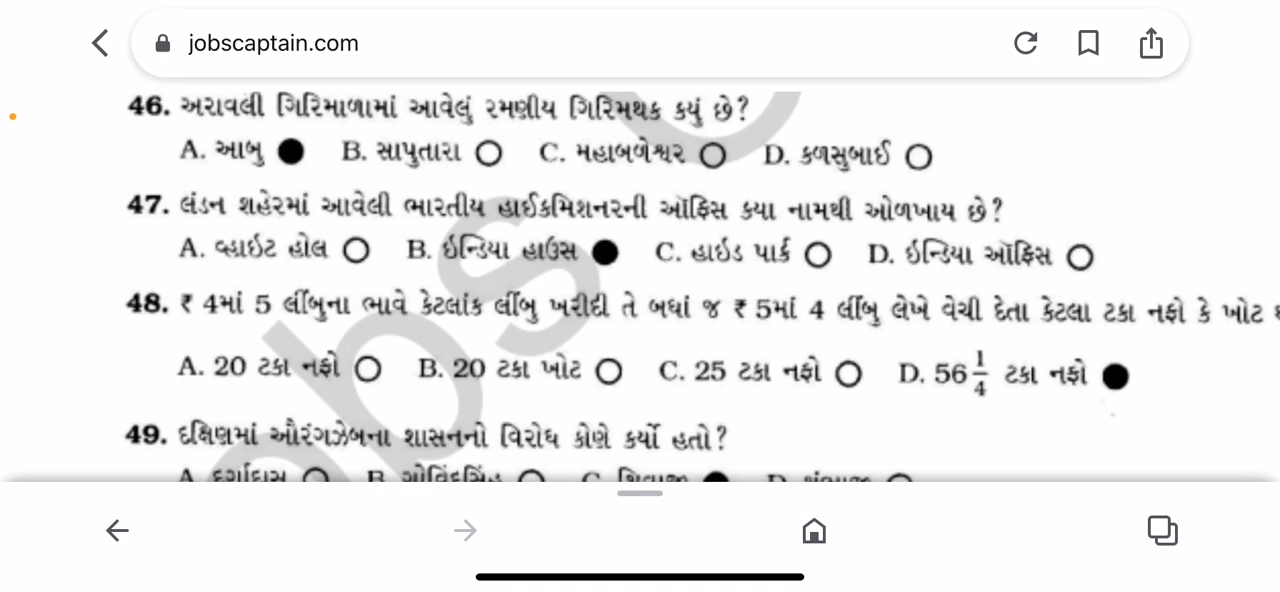 jobscaptain.com
46. અરાવલી ગિરિમાળામાં આવેલું રમણીય ગિરિમથક કયું છે?
A. આબુ B. સાપુતારા C. મહાબળેશ્વર D. કળસુબાઈ
47. લંડન શહેરમાં આવેલી ભારતીય હાઈકમિશનરની ઑફિસ કયા નામથી ઓળખાય છે?
A. વ્હાઇટ હોલ B. ઇન્ડિયા હાઉસ C. હાઇડ પાર્ક D. ઇન્ડિયા ઑફિસ
48. ₹ 4માં 5 લીંબુના ભાવે કેટલાંક લીંબુ ખરીદી તે બધાં જ ₹ 5માં 4 લીંબુ લેખે વેચી દેતા કેટલા ટકા નફો કે ખોટ
A. 20 ટકા નફો B. 20 ટકા ખોટ C. 25 ટકા નફો D. 56 1/4 ટકા નફો
49. દક્ષિણમાં ઔરંગઝેબના શાસનનો વિરોધ કોણે કર્યો હતો?
A. દુર્ગાદાસ B. ગોવિંદસિંહ C. શિવાજી D.